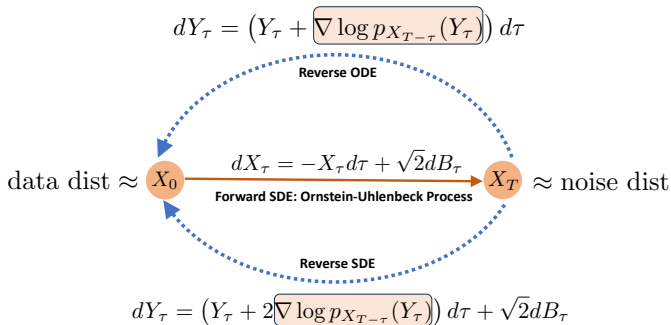 dY_τ = (Y_τ + ∇ log p_{X_{T−τ}}(Y_τ)) dτ
Reverse ODE
dX_τ = −X_τ dτ + √2 dB_τ
data dist ≈ X_0 X_T ≈ noise dist
Forward SDE: Ornstein-Uhlenbeck Process
Reverse SDE
dY_τ = (Y_τ + 2∇ log p_{X_{T−τ}}(Y_τ)) dτ + √2 dB_τ